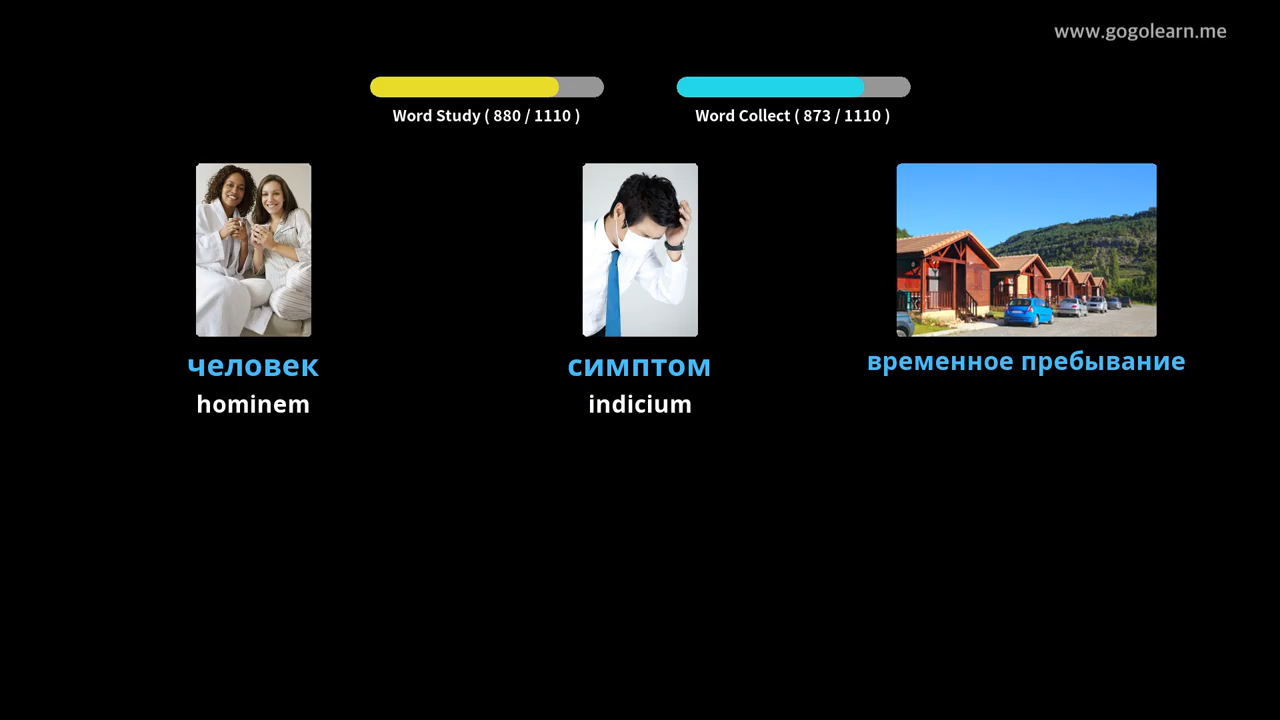 www.gogolearn.me
Word Study ( 880 / 1110 )
Word Collect ( 873 / 1110 )
человек
hominem
симптом
indicium
временное пребывание